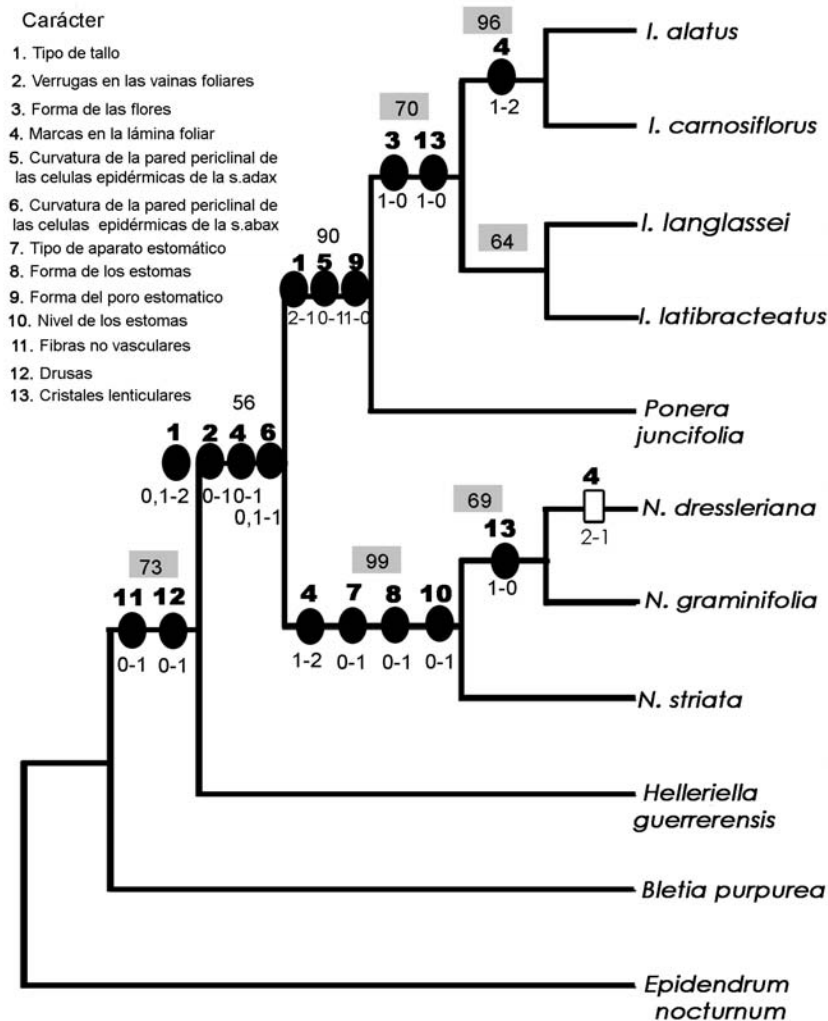 Carácter
1. Tipo de tallo
2. Verrugas en las vainas foliares
3. Forma de las flores
4. Marcas en la lámina foliar
5. Curvatura de la pared periclinal de
las celulas epidérmicas de la s.adax
6. Curvatura de la pared periclinal de
las celulas epidérmicas de la s.abax
7. Tipo de aparato estomático
8. Forma de los estomas
9. Forma del poro estomatico
10. Nivel de los estomas
11. Fibras no vasculares
12. Drusas
13. Cristales lenticulares
96
4
1-2
I. alatus
I. carnosiflorus
70
3 13
1-0 1-0
64
I. langlassei
I. latibracteatus
90
1 5 9
2-1 0-1 1-0
Ponera
juncifolia
56
1 2 4 6
0,1-2 0-1 0-1
0,1-1
4
2-1
N. dressleriana
69
13
1-0
N. graminifolia
99
4 7 8 10
1-2 0-1 0-1 0-1
N. striata
73
11 12
0-1 0-1
Helleriella
guerrerensis
Bletia purpurea
Epidendrum
nocturnum